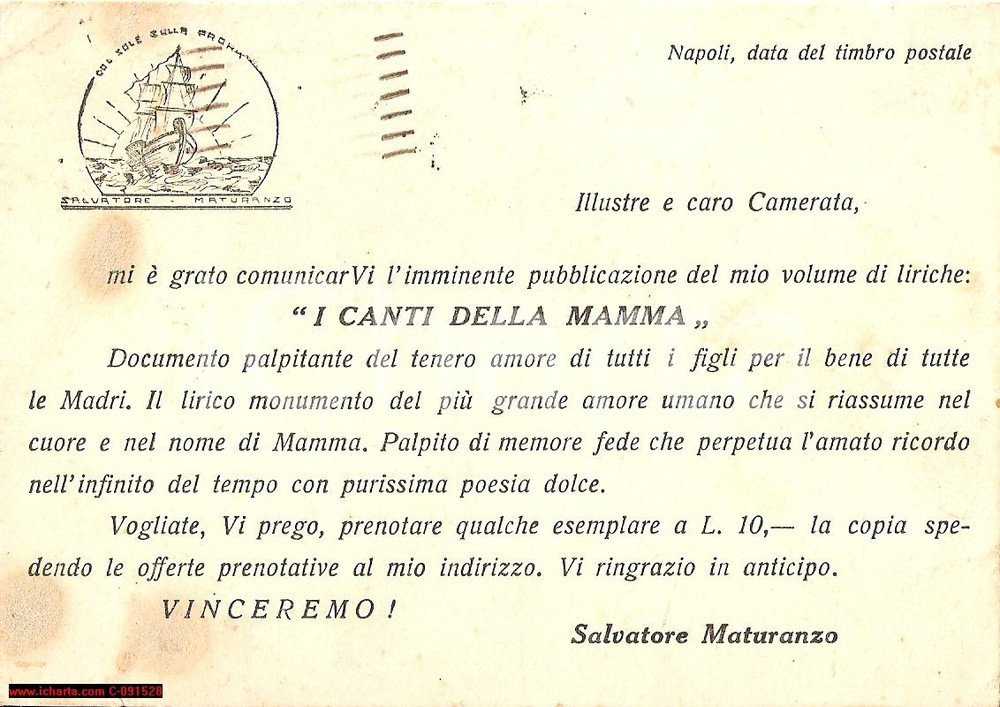 COL SOLE SULLA PRORA
SALVATORE - MATURANZO
Napoli, data del timbro postale
Illustre e caro Camerata,
mi è grato comunicarVi l'imminente pubblicazione del mio volume di liriche:
“ I CANTI DELLA MAMMA „
Documento palpitante del tenero amore di tutti i figli per il bene di tutte
le Madri. Il lirico monumento del più grande amore umano che si riassume nel
cuore e nel nome di Mamma. Palpito di memore fede che perpetua l'amato ricordo
nell'infinito del tempo con purissima poesia dolce.
Vogliate, Vi prego, prenotare qualche esemplare a L. 10,— la copia spe-
dendo le offerte prenotative al mio indirizzo. Vi ringrazio in anticipo.
VINCEREMO !
Salvatore Maturanzo
www.icharta.com C-091528